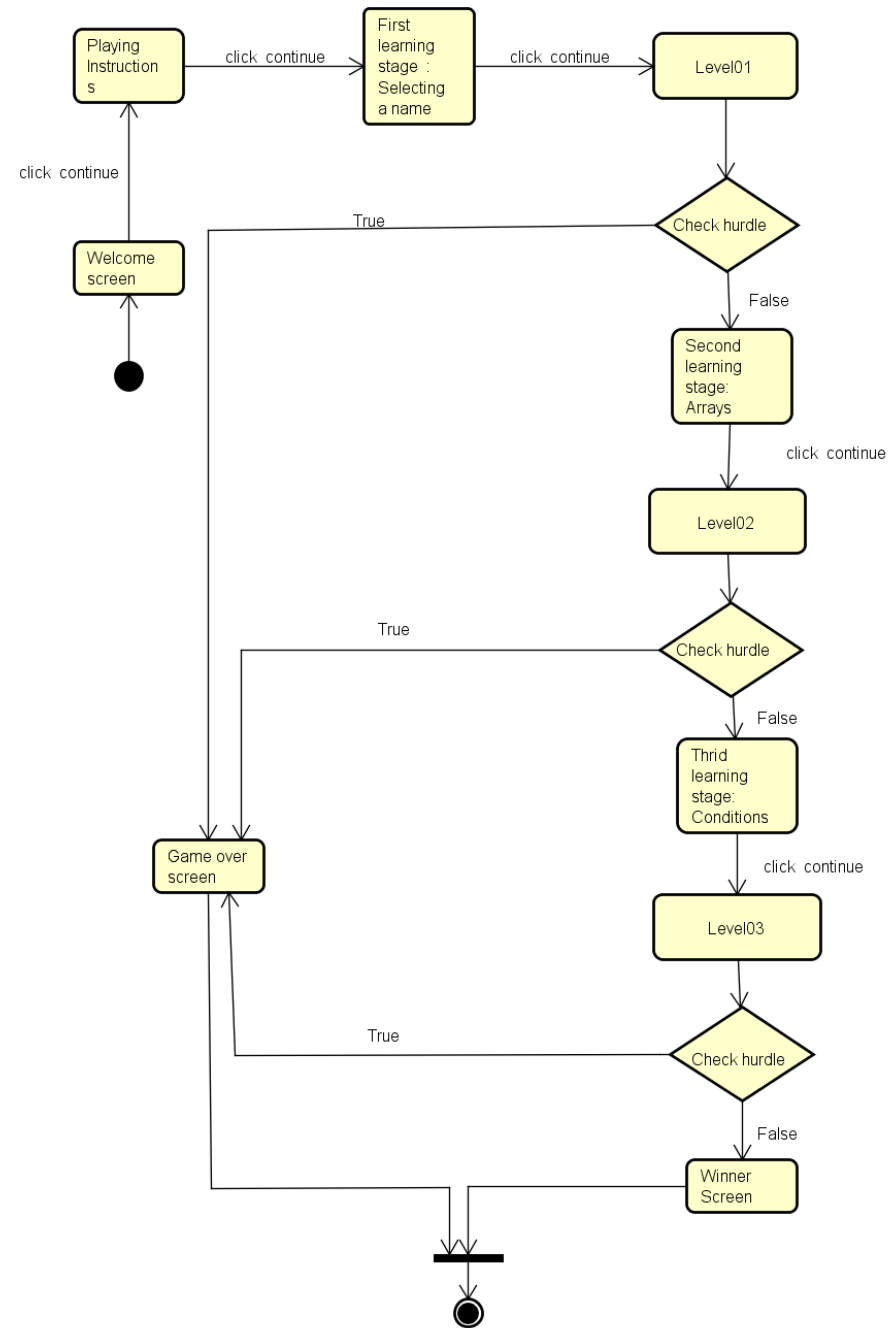 Playing
Instruction
s
click continue
First
learning
stage :
Selecting
a name
click continue
Level01
click continue
Welcome
screen
True
Check hurdle
False
Second
learning
stage:
Arrays
click continue
Level02
True
Check hurdle
False
Thrid
learning
stage:
Conditions
Game over
screen
click continue
Level03
True
Check hurdle
False
Winner
Screen